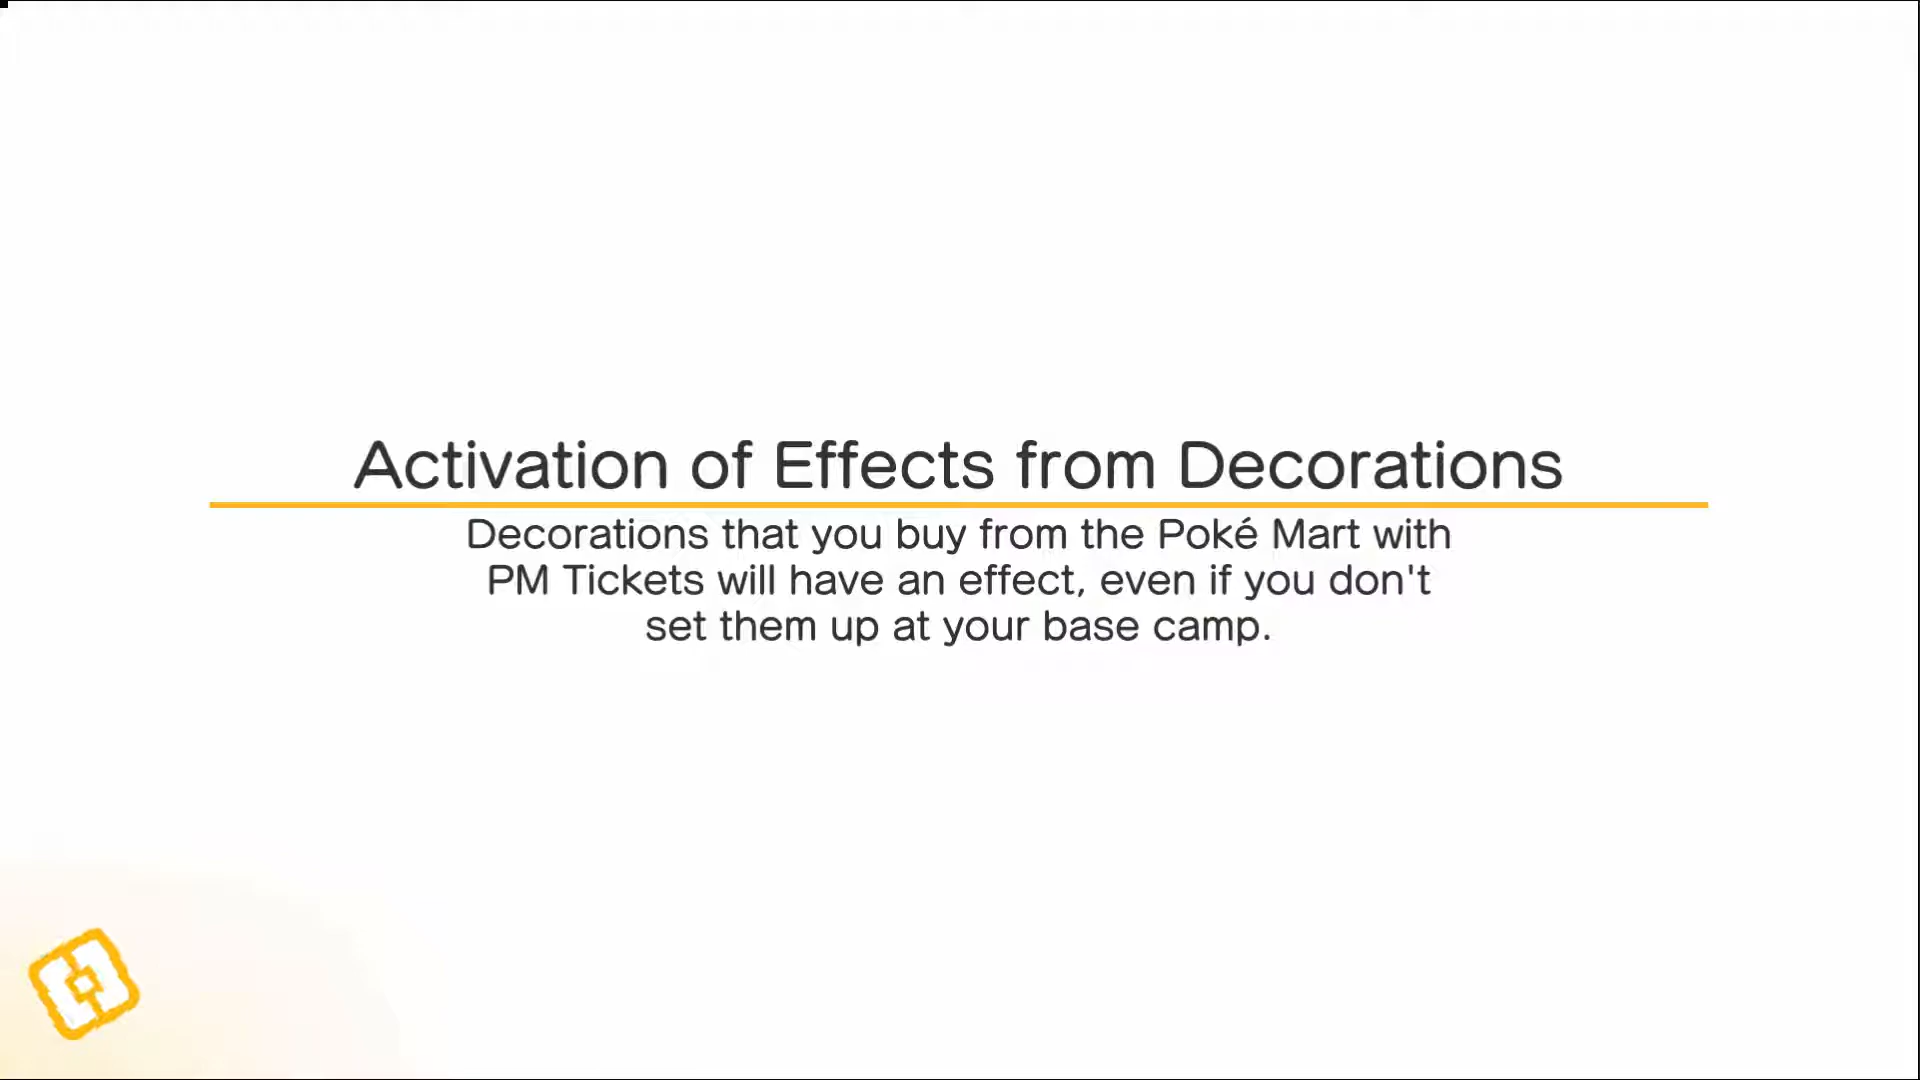 Activation of Effects from Decorations
Decorations that you buy from the Poké Mart with
PM Tickets will have an effect, even if you don't
set them up at your base camp.